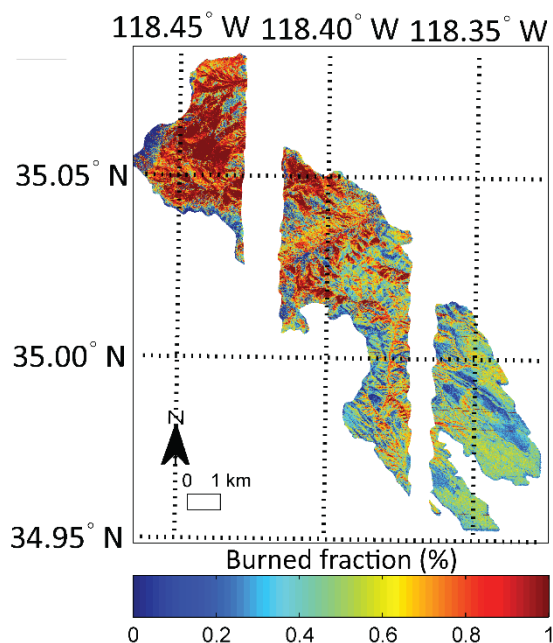 118.45° W 118.40° W 118.35° W
35.05° N
35.00° N
N
0 1 km
34.95° N
Burned fraction (%)
0 0.2 0.4 0.6 0.8 1